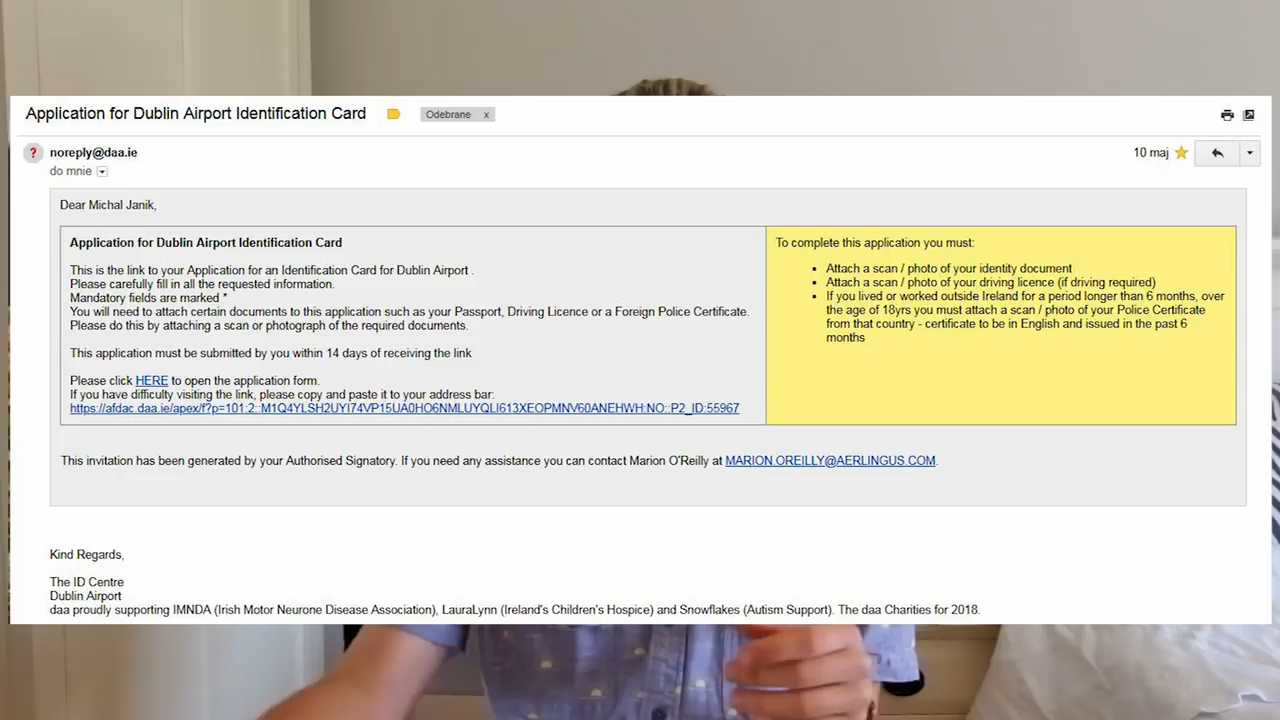 Application for Dublin Airport Identification Card
Odebrane x
? noreply@daa.ie
10 maj
do mnie
Dear Michal Janik,
Application for Dublin Airport Identification Card
This is the link to your Application for an Identification Card for Dublin Airport .
Please carefully fill in all the requested information.
Mandatory fields are marked *
You will need to attach certain documents to this application such as your Passport, Driving Licence or a Foreign Police Certificate.
Please do this by attaching a scan or photograph of the required documents.
This application must be submitted by you within 14 days of receiving the link
Please click HERE to open the application form.
If you have difficulty visiting the link, please copy and paste it to your address bar:
https://afdac.daa.ie/apex/f?p=101:2::M1Q4YLSH2UYI74VP15UA0HO6NMLUYQLI613XEOPMNV60ANEHWH:NO::P2_ID:55967
To complete this application you must:
• Attach a scan / photo of your identity document
• Attach a scan / photo of your driving licence (if driving required)
• If you lived or worked outside Ireland for a period longer than 6 months, over
the age of 18yrs you must attach a scan / photo of your Police Certificate
from that country - certificate to be in English and issued in the past 6
months
This invitation has been generated by your Authorised Signatory. If you need any assistance you can contact Marion O'Reilly at MARION.OREILLY@AERLINGUS.COM.
Kind Regards,
The ID Centre
Dublin Airport
daa proudly supporting IMNDA (Irish Motor Neurone Disease Association), LauraLynn (Ireland's Children's Hospice) and Snowflakes (Autism Support). The daa Charities for 2018.